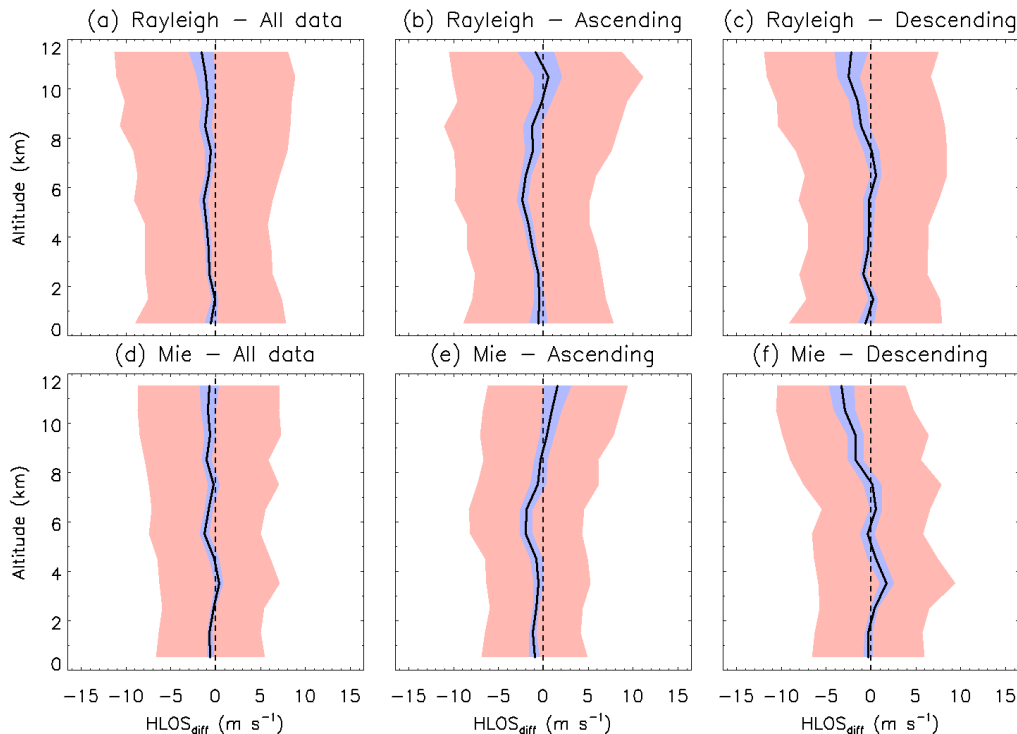 (a) Rayleigh – All data
(b) Rayleigh – Ascending
(c) Rayleigh – Descending
12
10
8
6
4
2
0
Altitude (km)
(d) Mie – All data
(e) Mie – Ascending
(f) Mie – Descending
12
10
8
6
4
2
0
Altitude (km)
−15 −10 −5 0 5 10 15
−15 −10 −5 0 5 10 15
−15 −10 −5 0 5 10 15
HLOSdiff (m s⁻¹)
HLOSdiff (m s⁻¹)
HLOSdiff (m s⁻¹)